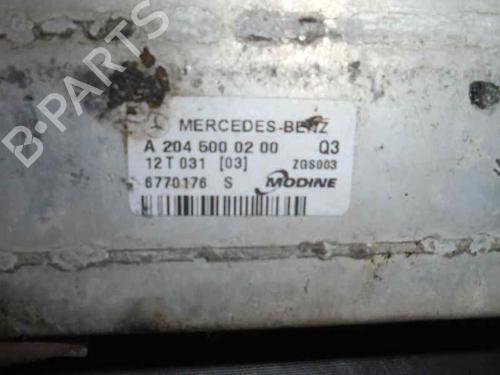 MERCEDES-BENZ
A 204 500 02 00 Q3
12 T 031 [03] ZGS003
6770176 S MODINE
B-PARTS